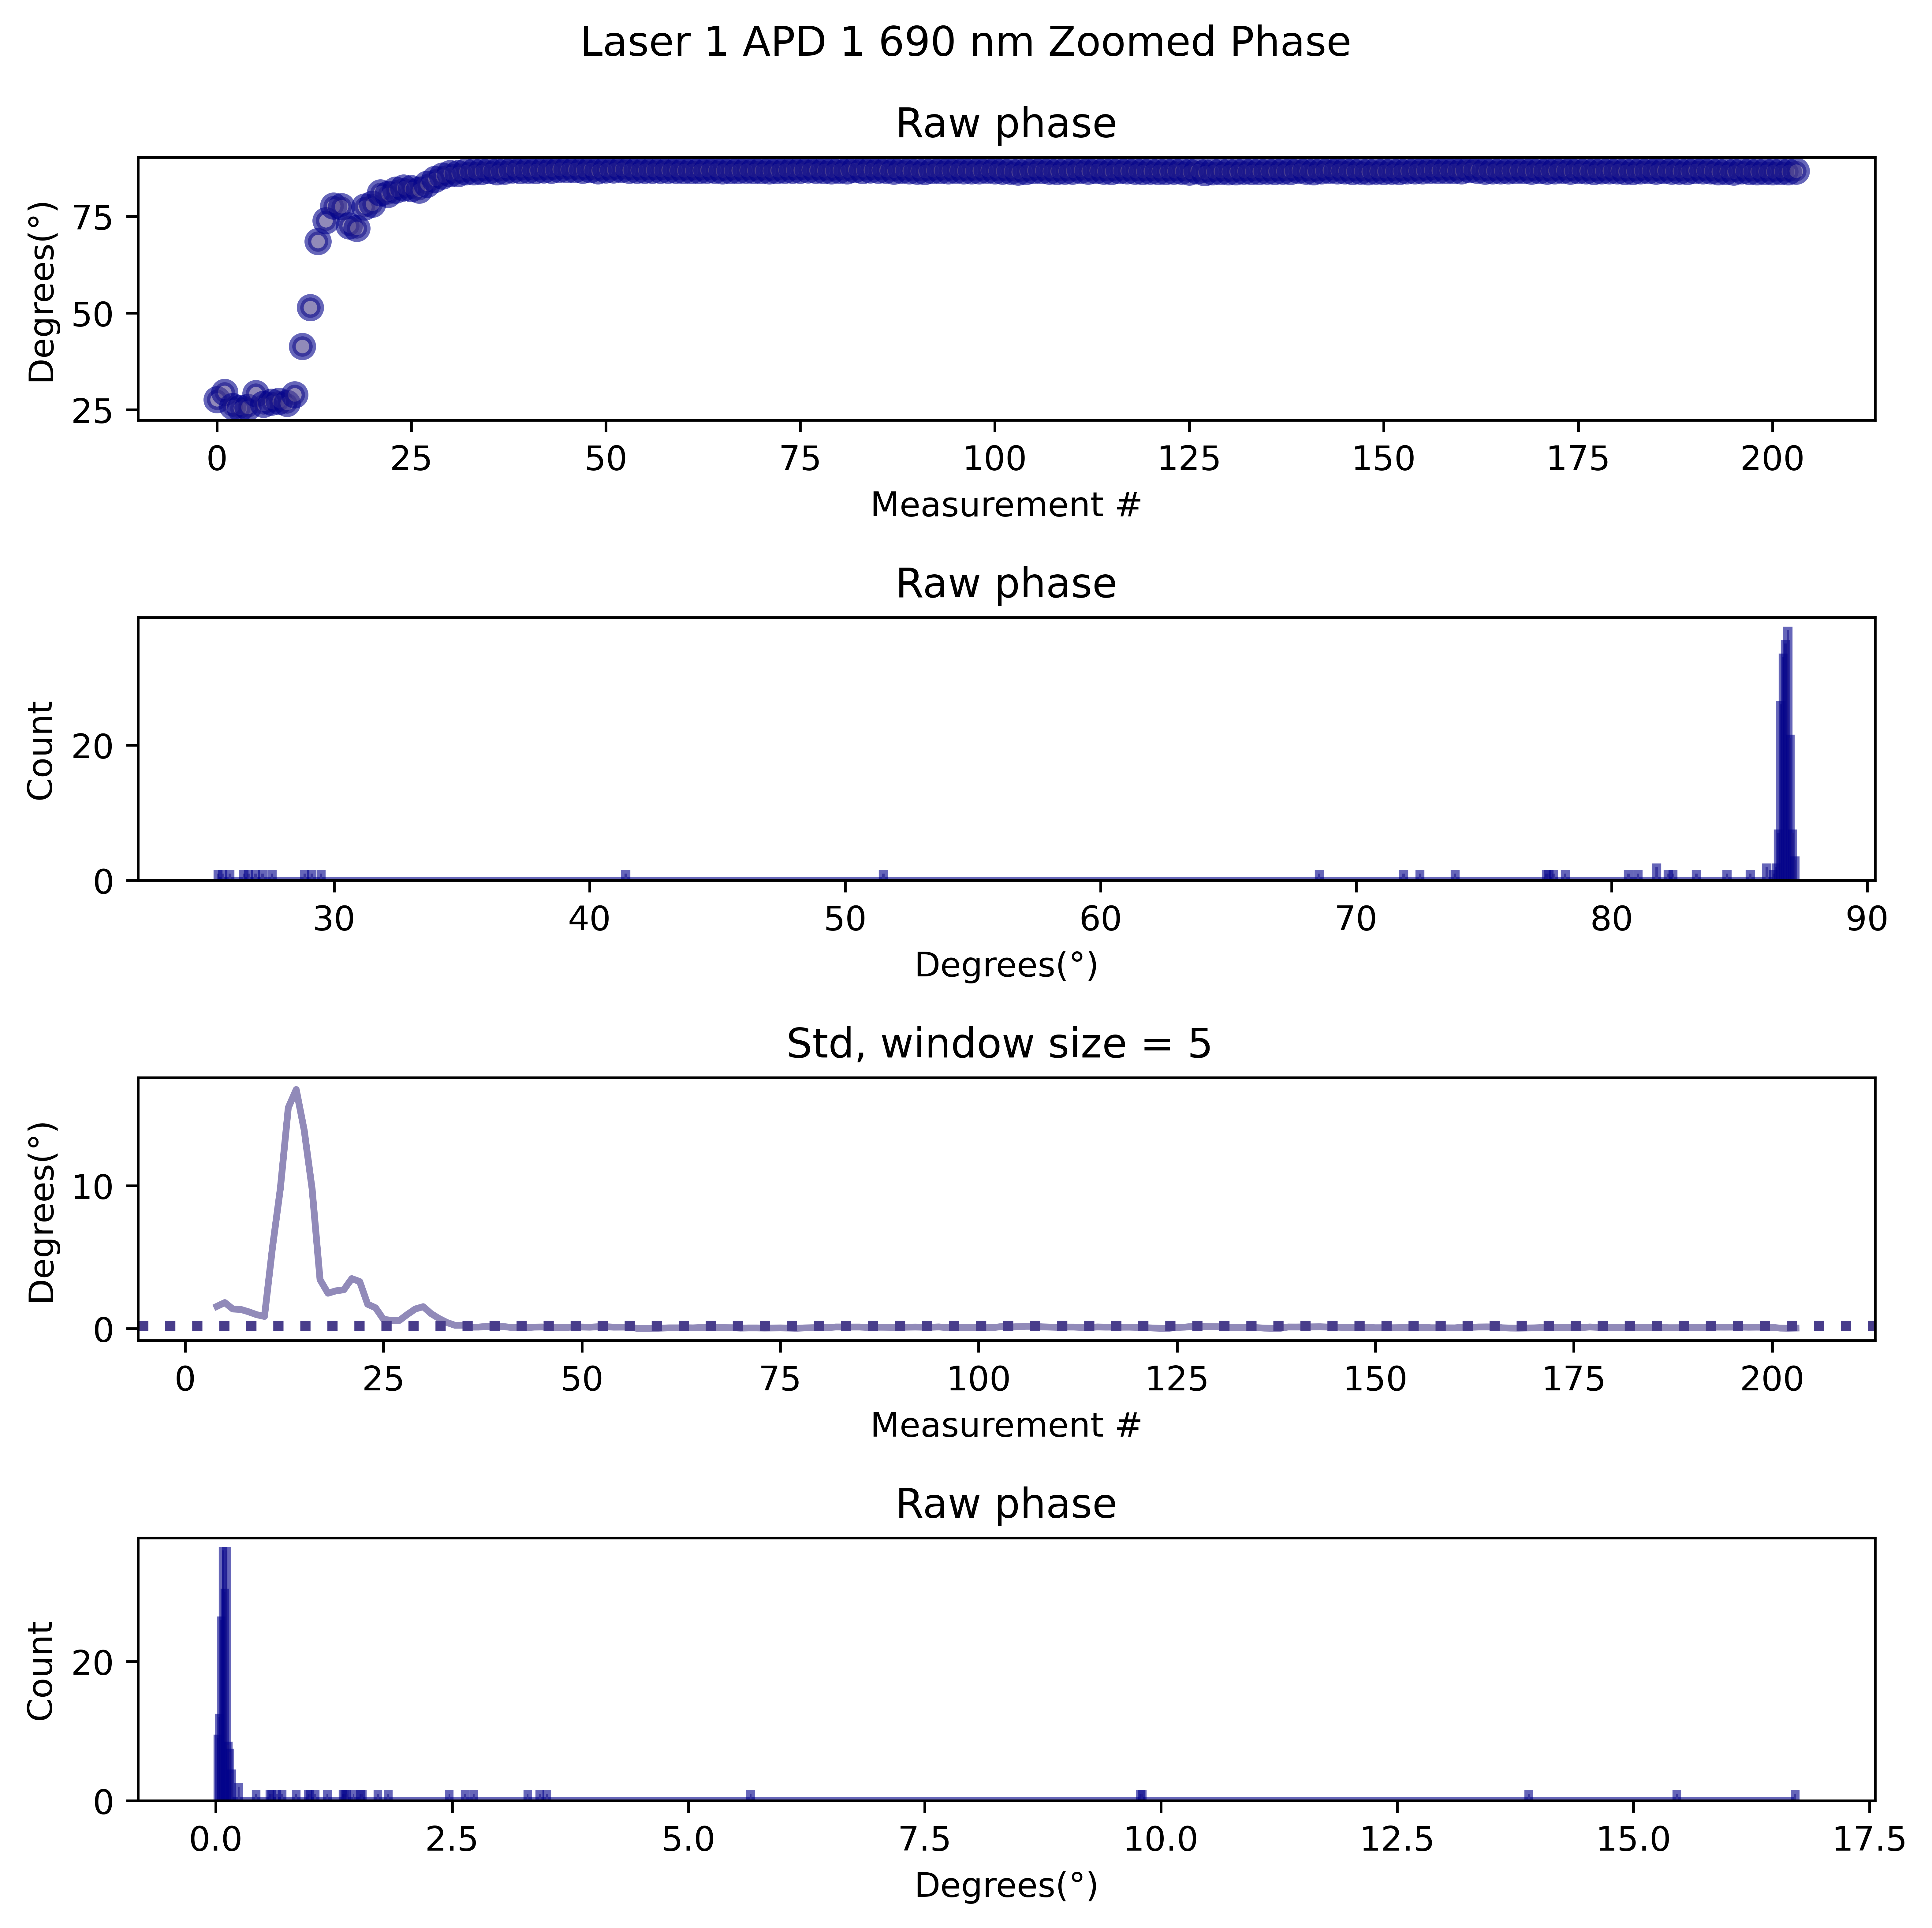 Laser 1 APD 1 690 nm Zoomed Phase
Raw phase
Degrees(°)
75
50
25
0 25 50 75 100 125 150 175 200
Measurement #
Raw phase
Count
20
0
30 40 50 60 70 80 90
Degrees(°)
Std, window size = 5
Degrees(°)
10
0
0 25 50 75 100 125 150 175 200
Measurement #
Raw phase
Count
20
0
0.0 2.5 5.0 7.5 10.0 12.5 15.0 17.5
Degrees(°)